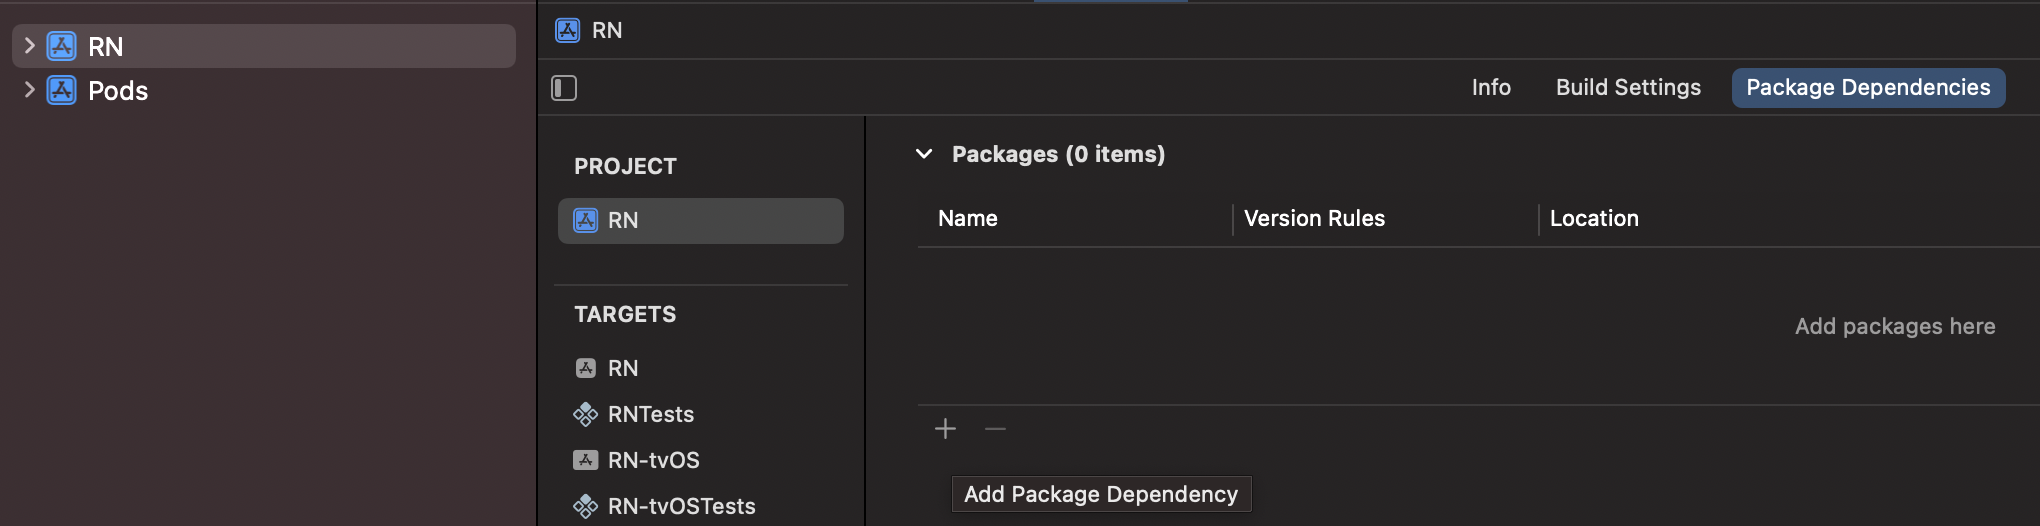 RN
Pods
RN
Info
Build Settings
Package Dependencies
PROJECT
RN
TARGETS
RN
RNTests
RN-tvOS
RN-tvOSTests
Packages (0 items)
Name
Version Rules
Location
Add packages here
Add Package Dependency